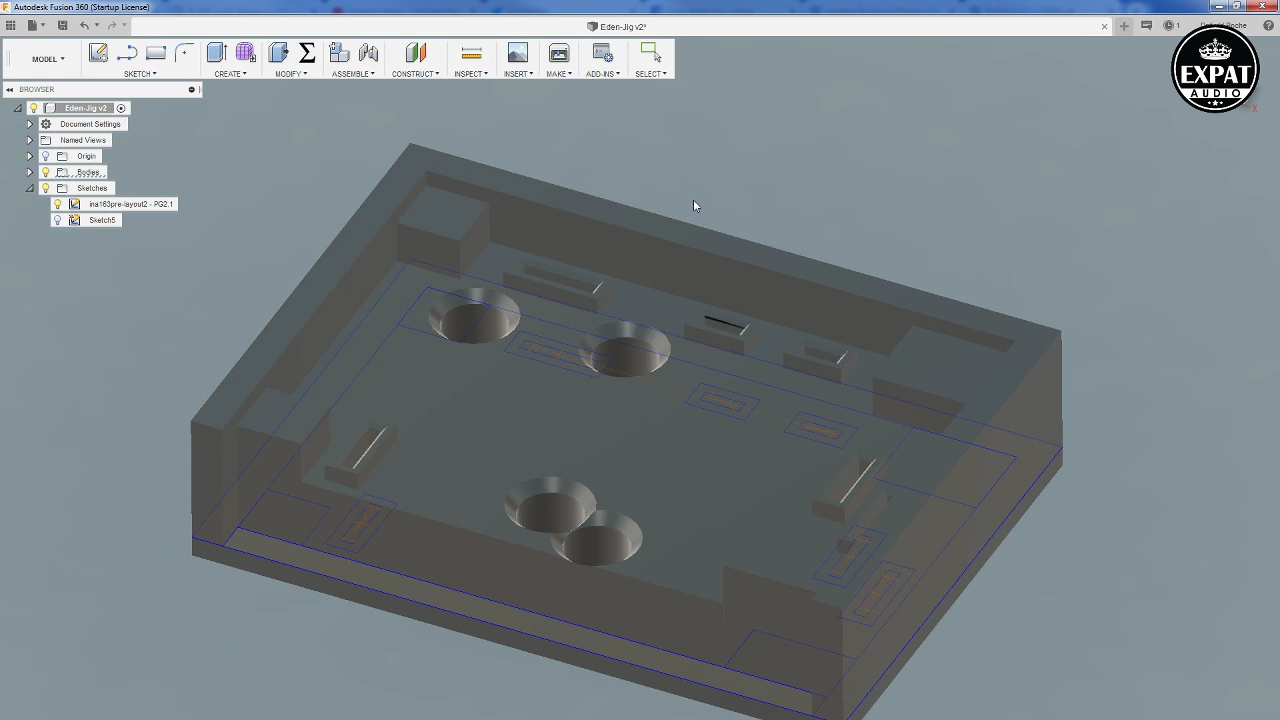 Autodesk Fusion 360 (Startup License)
Eden-Jig v2*
1
MODEL
SKETCH
CREATE
MODIFY
ASSEMBLE
CONSTRUCT
INSPECT
INSERT
MAKE
ADD-INS
SELECT
EXPAT
AUDIO
X
BROWSER
Eden-Jig v2
Document Settings
Named Views
Origin
Bodies
Sketches
ina163pre-layout2 - PG2.1
Sketch5